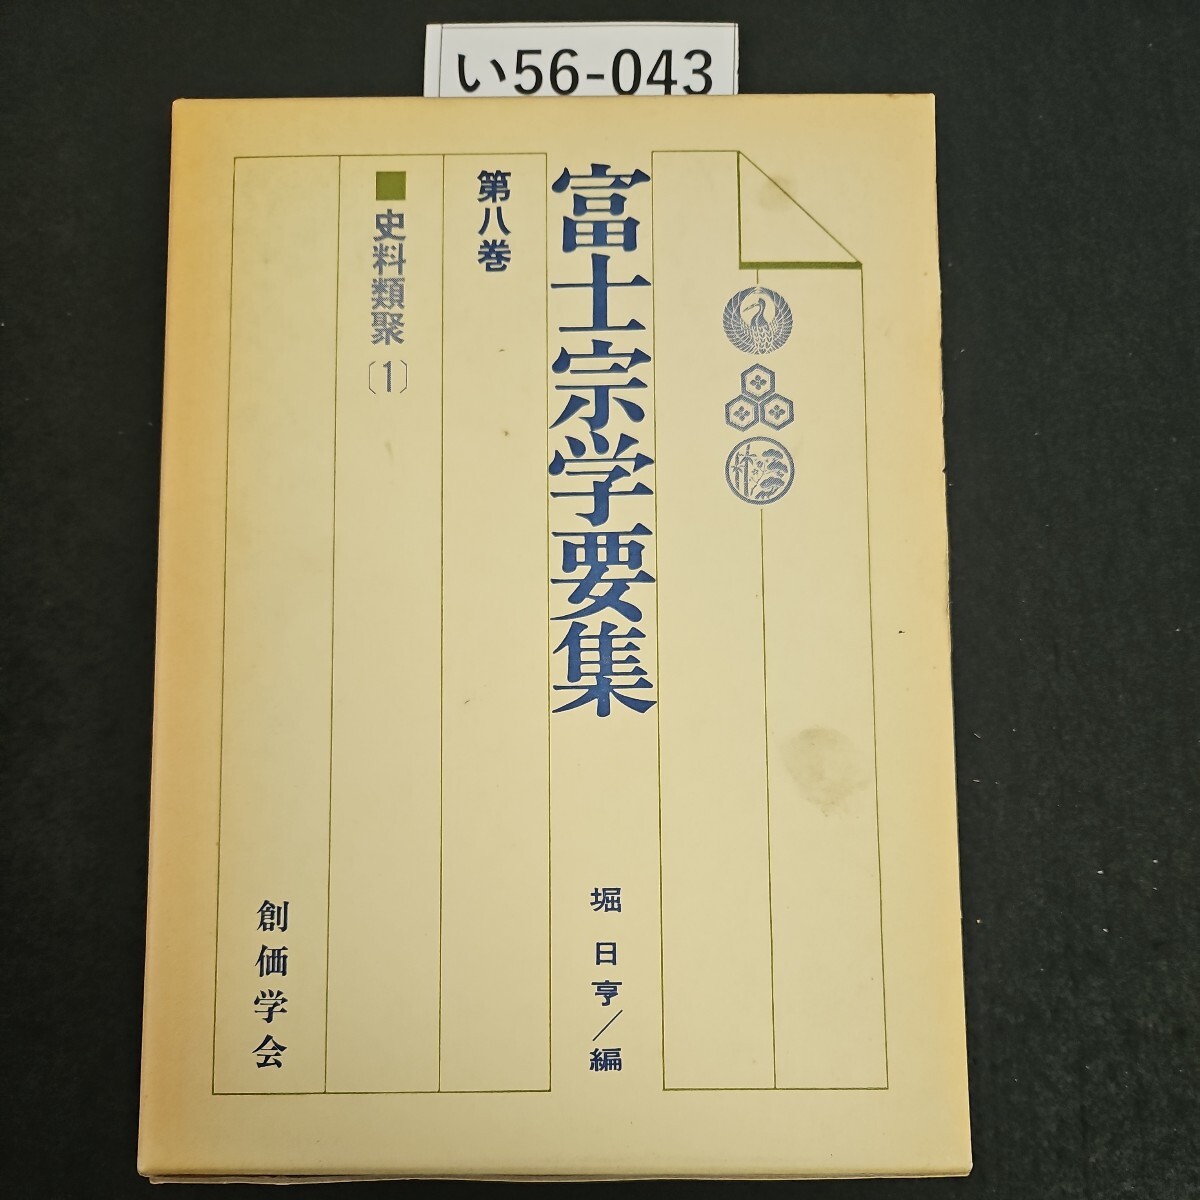 い56-043
富士宗学要集
堀日亨/編
第八巻
■史料類聚〔1〕
創価学会